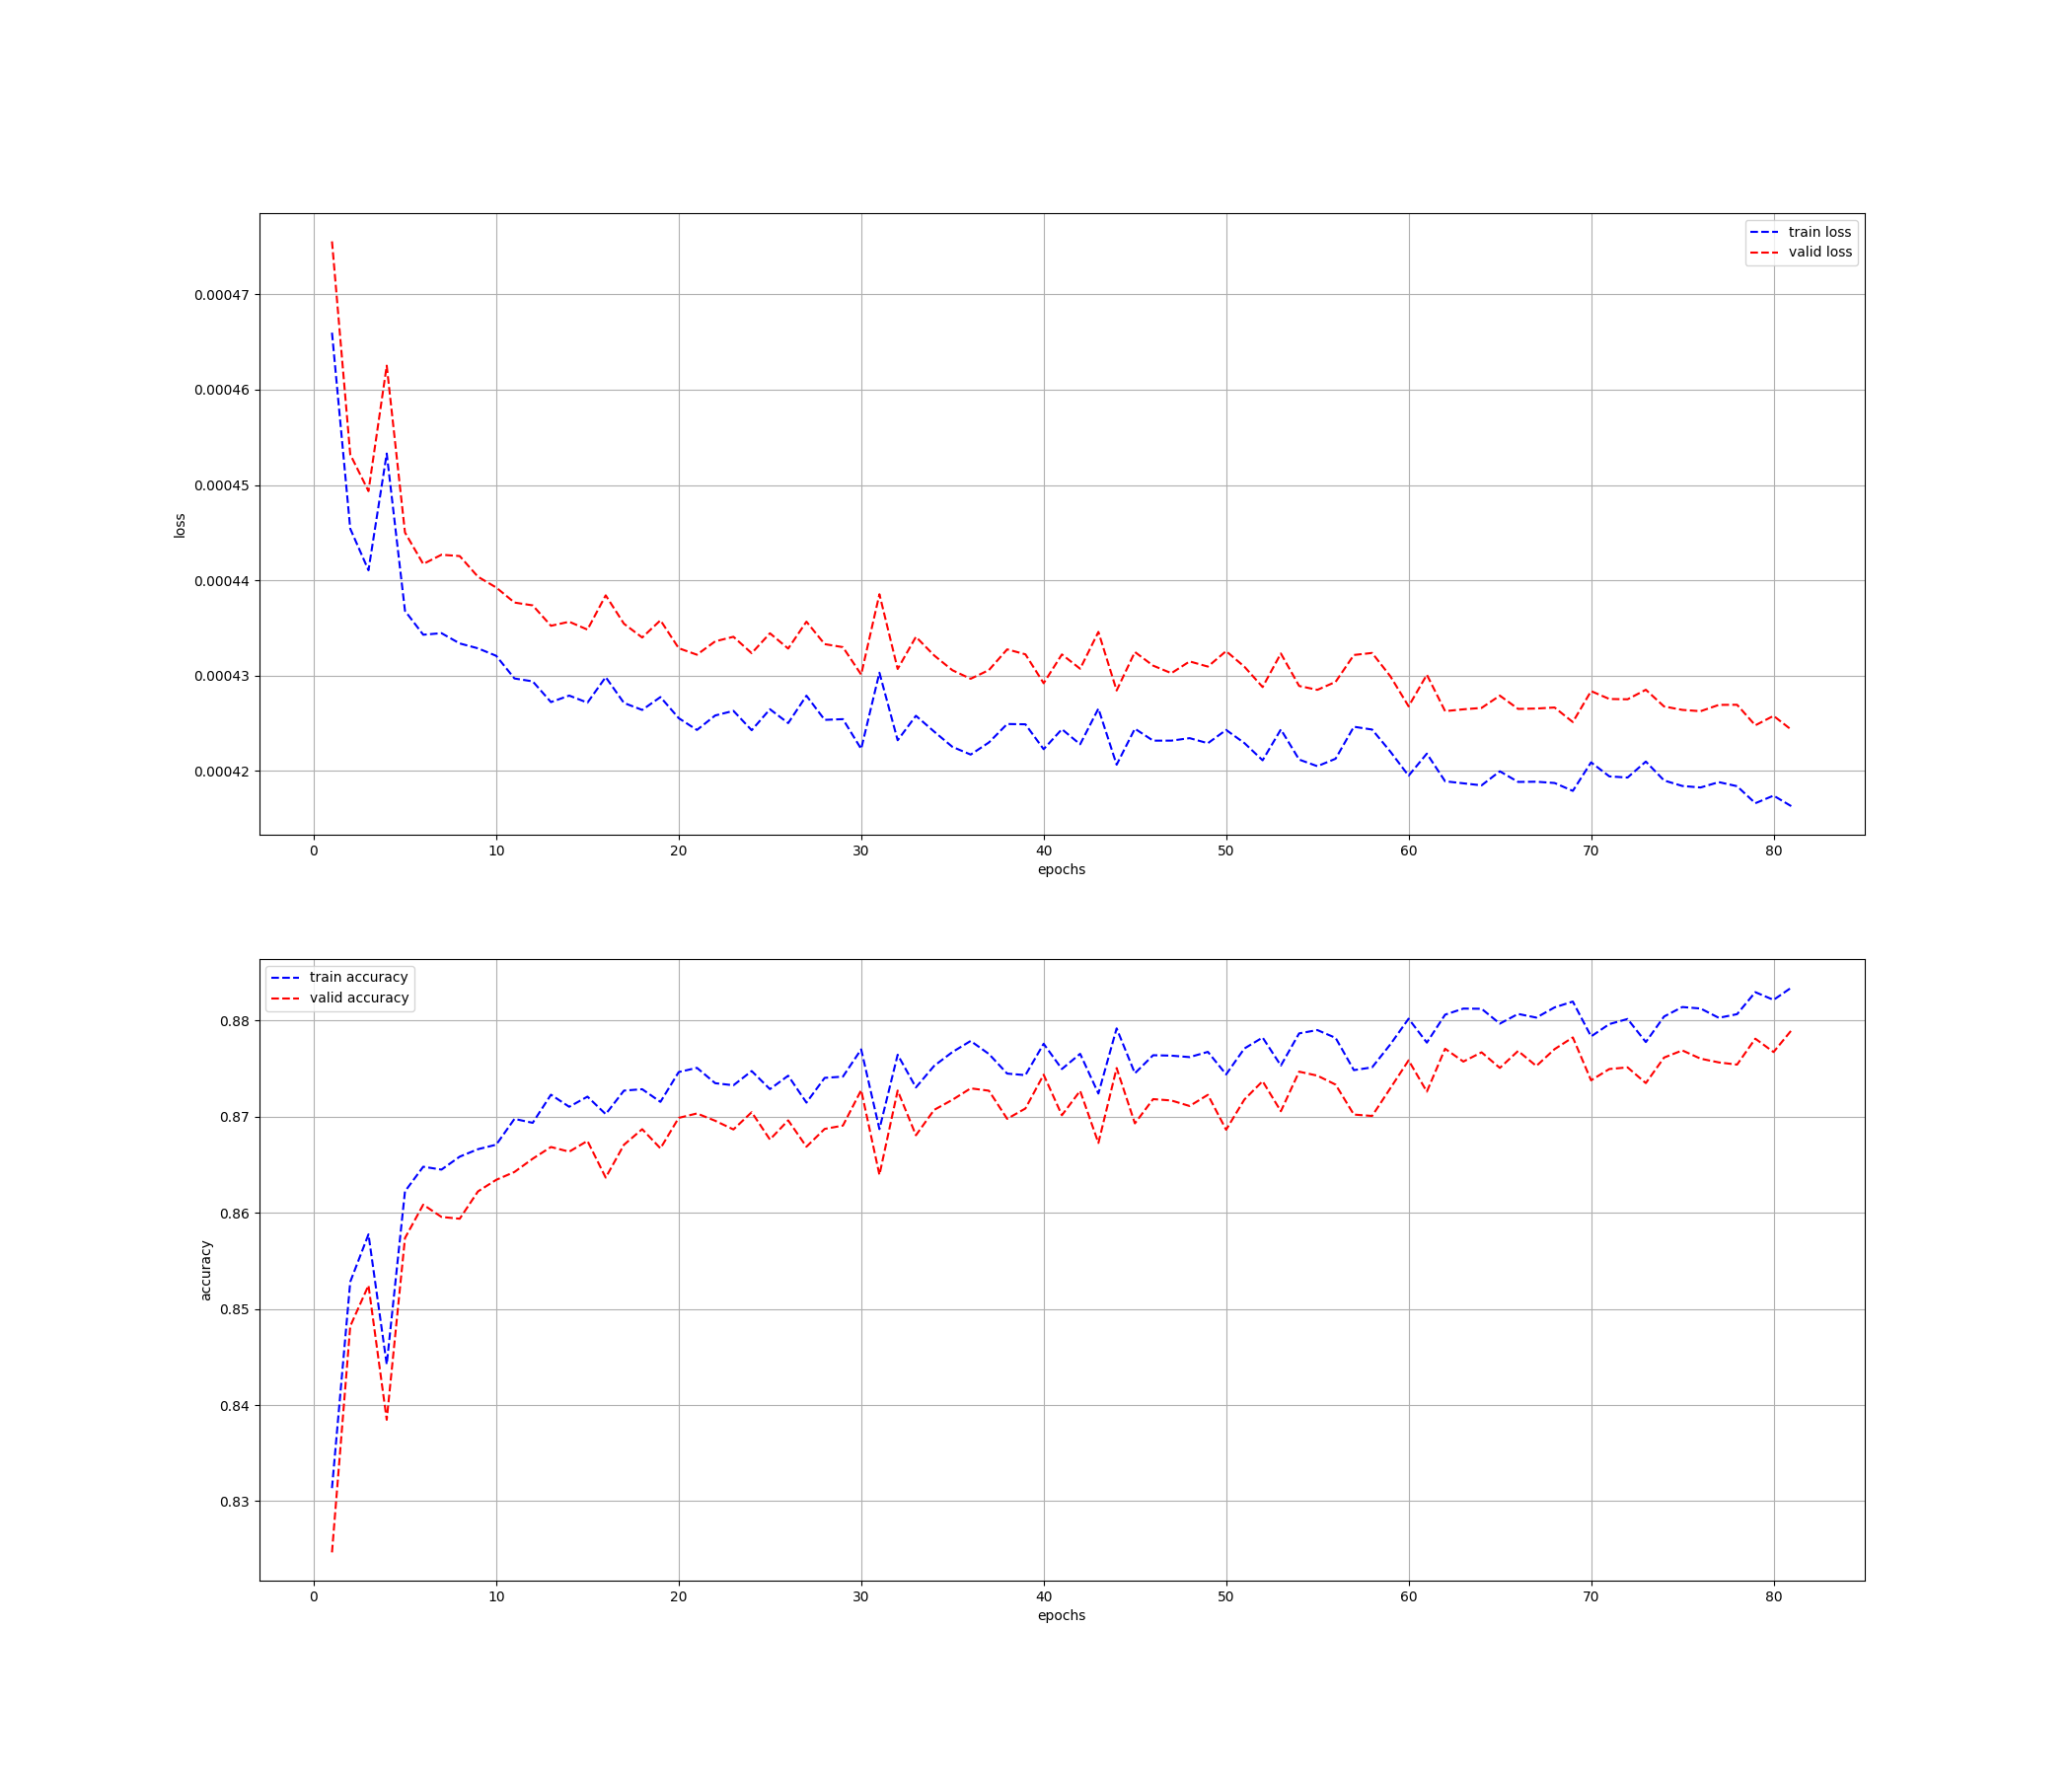 train loss
valid loss
0.00047
0.00046
0.00045
0.00044
0.00043
0.00042
loss
0 10 20 30 40 50 60 70 80
epochs
train accuracy
valid accuracy
0.88
0.87
0.86
0.85
0.84
0.83
accuracy
0 10 20 30 40 50 60 70 80
epochs